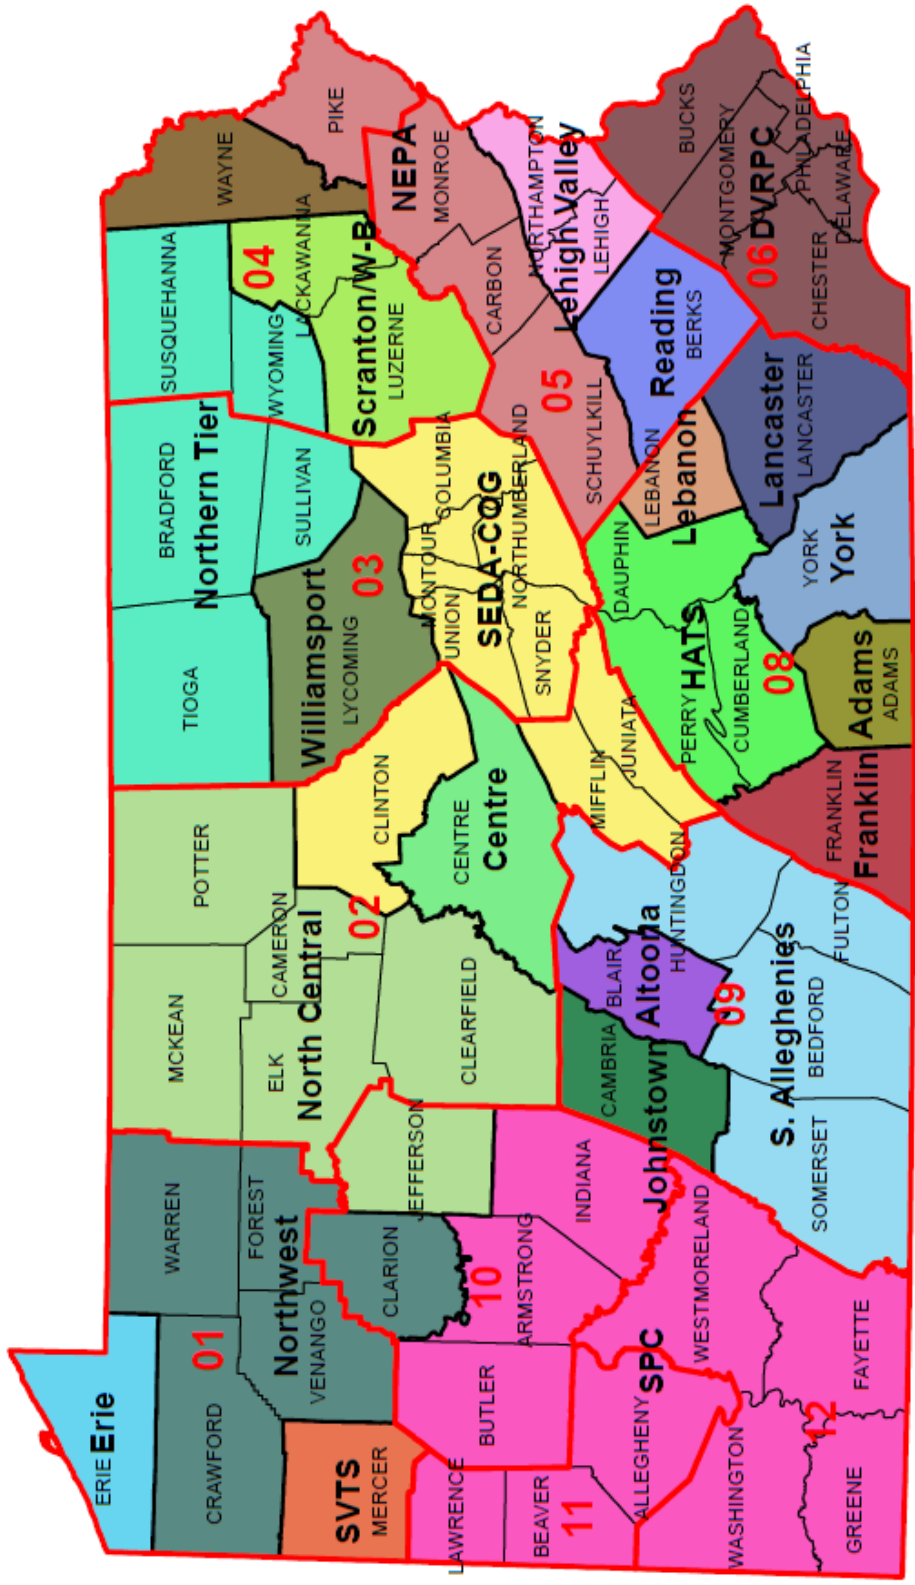 ERIE
Erie
CRAWFORD
01
WARREN
FOREST
Northwest
VENANGO
CLARION
SVTS
MERCER
LAWRENCE
BEAVER
11
BUTLER
10
ARMSTRONG
INDIANA
JEFFERSON
ALLEGHENY
SPC
WESTMORELAND
WASHINGTON
12
GREENE
FAYETTE
MCKEAN
POTTER
ELK
CAMERON
North Central
02
CLEARFIELD
CLINTON
CENTRE
Centre
CAMBRIA
Johnstown
BLAIR
Altoona
HUNTINGDON
09
S. Alleghenies
SOMERSET
BEDFORD
FULTON
TIOGA
BRADFORD
Northern Tier
SULLIVAN
SUSQUEHANNA
WYOMING
Williamsport
LYCOMING
03
UNION
MONTOUR
COLUMBIA
SEDA-COG
NORTHUMBERLAND
SNYDER
MIFFLIN
JUNIATA
WAYNE
04
LACKAWANNA
Scranton/W-B
LUZERNE
PIKE
NEPA
MONROE
CARBON
05
SCHUYLKILL
NORTHAMPTON
Lehigh Valley
LEHIGH
Reading
BERKS
DAUPHIN
PERRY
HATS
CUMBERLAND
08
LEBANON
Lebanon
Lancaster
LANCASTER
YORK
York
Adams
ADAMS
FRANKLIN
Franklin
BUCKS
MONTGOMERY
DVRPC
06
PHILADELPHIA
CHESTER
DELAWARE